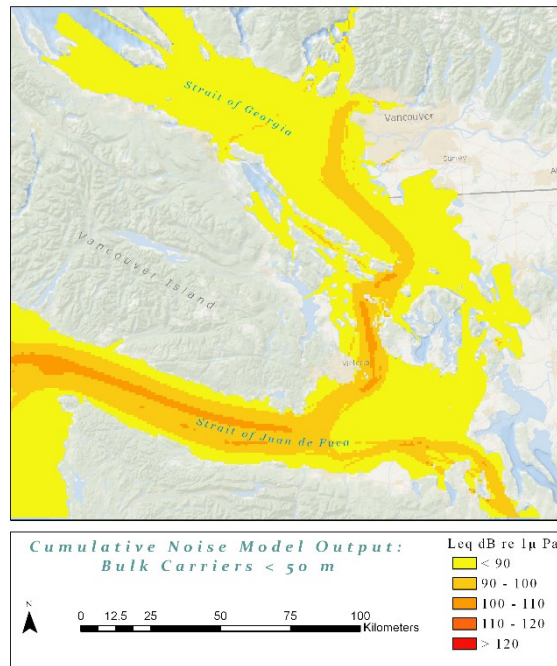 Strait of Georgia
Vancouver
Surrey
Vancouver Island
Victoria
Strait of Juan de Fuca
Cumulative Noise Model Output:
Bulk Carriers < 50 m
Leq dB re 1µ Pa
< 90
90 - 100
100 - 110
110 - 120
> 120
N
0 12.5 25 50 75 100
Kilometers